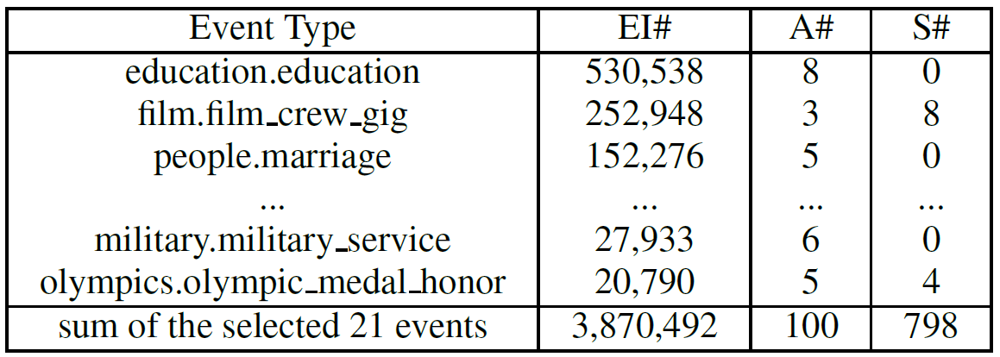 Event Type EI# A# S#
education.education 530,538 8 0
film.film_crew_gig 252,948 3 8
people.marriage 152,276 5 0
... ... ... ...
military.military_service 27,933 6 0
olympics.olympic_medal_honor 20,790 5 4
sum of the selected 21 events 3,870,492 100 798